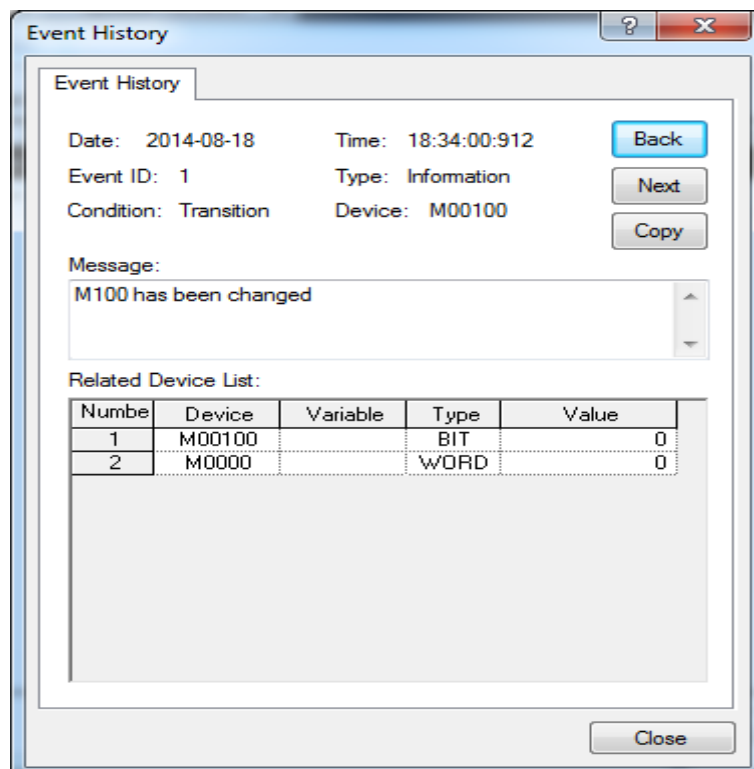 Event History
?
X
Event History
Date: 2014-08-18 Time: 18:34:00:912 Back
Event ID: 1 Type: Information Next
Condition: Transition Device: M00100 Copy
Message:
M100 has been changed
Related Device List:
Numbe Device Variable Type Value
1 M00100 BIT 0
2 M0000 WORD 0
Close